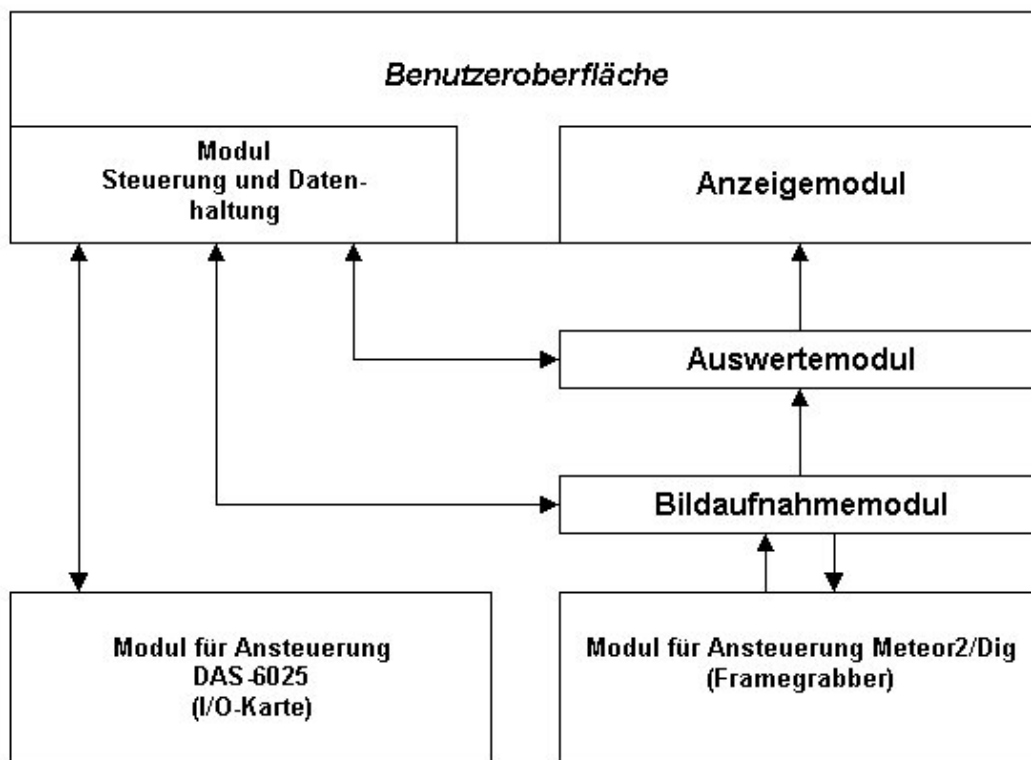 Benutzeroberfläche
Modul
Steuerung und Daten-
haltung
Anzeigemodul
Auswertemodul
Bildaufnahmemodul
Modul für Ansteuerung
DAS-6025
(I/O-Karte)
Modul für Ansteuerung Meteor2/Dig
(Framegrabber)